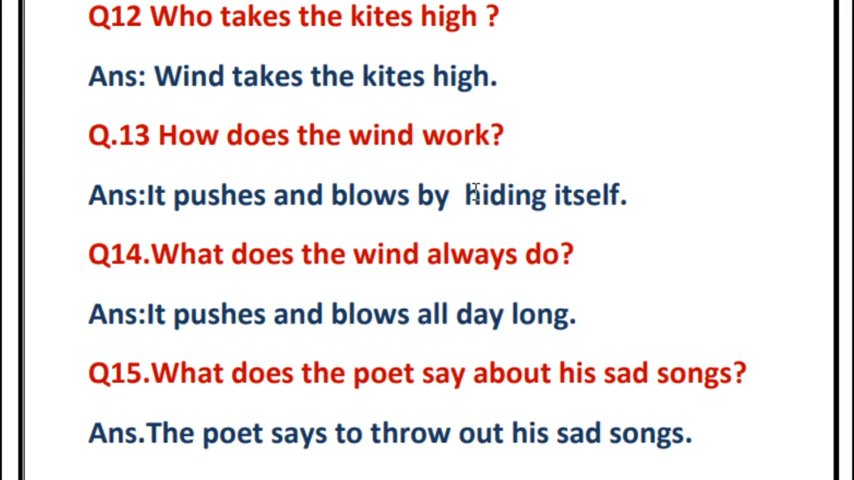 Q12 Who takes the kites high ?
Ans: Wind takes the kites high.
Q.13 How does the wind work?
Ans:It pushes and blows by  hiding itself.
Q14.What does the wind always do?
Ans:It pushes and blows all day long.
Q15.What does the poet say about his sad songs?
Ans.The poet says to throw out his sad songs.